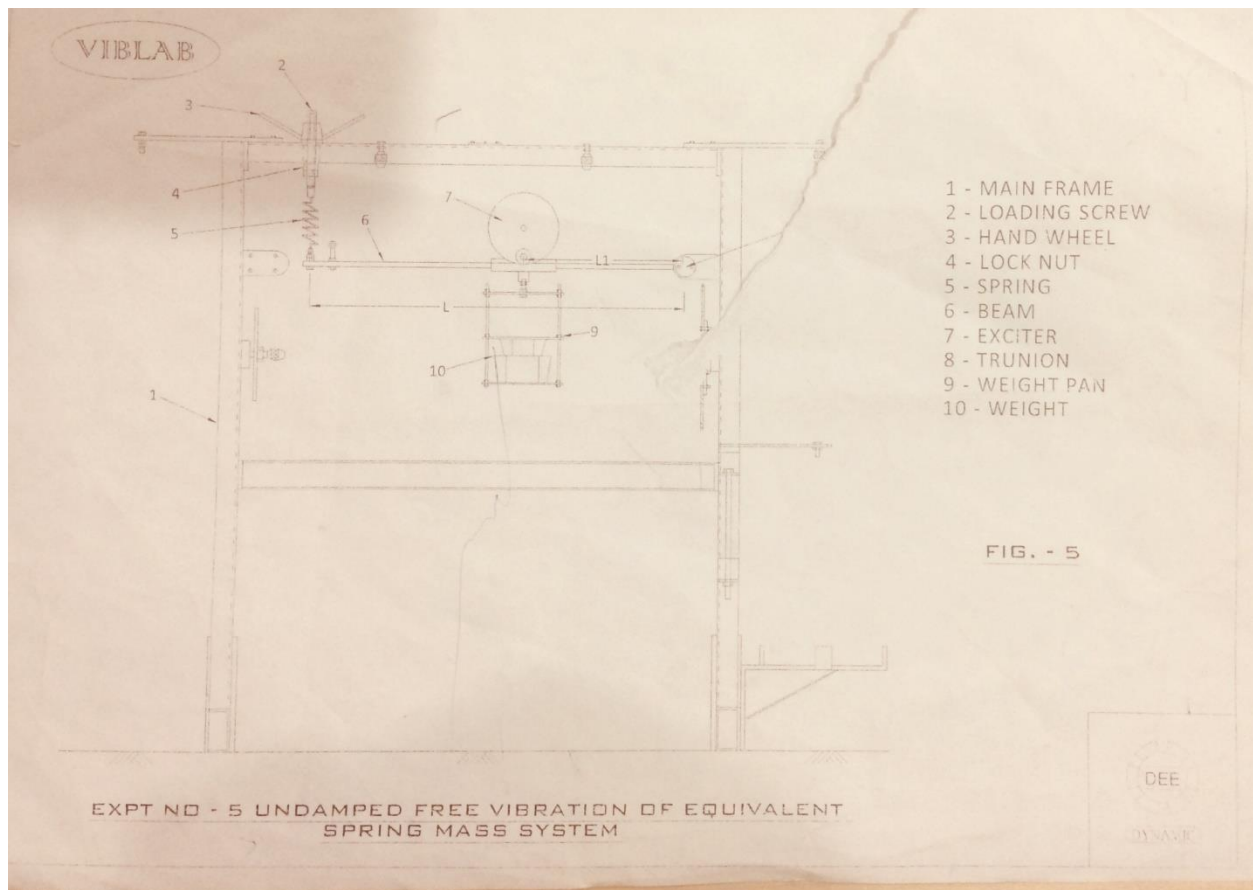 VIBLAB
2
3
4
5
6
7
L1
L
9
10
1
1 - MAIN FRAME
2 - LOADING SCREW
3 - HAND WHEEL
4 - LOCK NUT
5 - SPRING
6 - BEAM
7 - EXCITER
8 - TRUNION
9 - WEIGHT PAN
10 - WEIGHT
FIG. - 5
EXPT NO - 5 UNDAMPED FREE VIBRATION OF EQUIVALENT
SPRING MASS SYSTEM
DEE